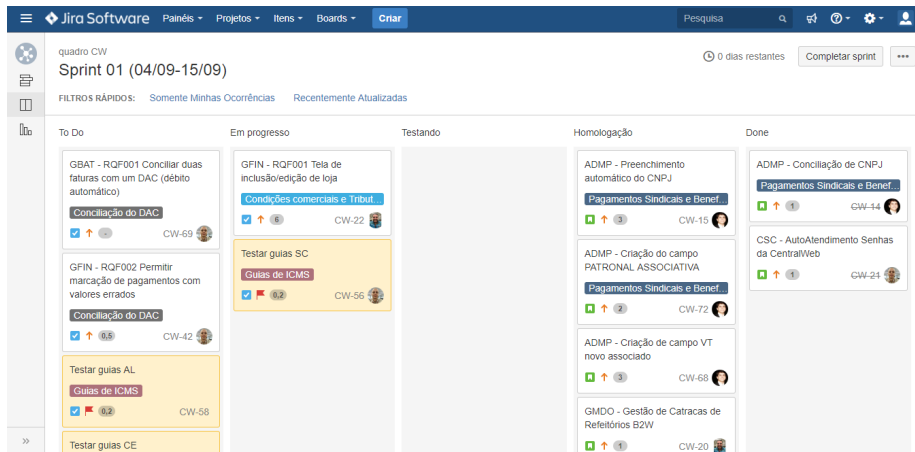 Jira Software Painéis Projetos Itens Boards Criar Pesquisa
quadro CW
Sprint 01 (04/09-15/09)
0 dias restantes Completar sprint
FILTROS RÁPIDOS: Somente Minhas Ocorrências Recentemente Atualizadas
To Do Em progresso Testando Homologação Done
GBAT - RQF001 Conciliar duas
faturas com um DAC (débito
automático)
Conciliação do DAC
- CW-69
GFIN - RQF002 Permitir
marcação de pagamentos com
valores errados
Conciliação do DAC
0,5 CW-42
Testar guias AL
Guias de ICMS
0,2 CW-58
Testar guias CE
GFIN - RQF001 Tela de
inclusão/edição de loja
Condições comerciais e Tribut...
6 CW-22
Testar guias SC
Guias de ICMS
0,2 CW-56
ADMP - Preenchimento
automático do CNPJ
Pagamentos Sindicais e Benef...
3 CW-15
ADMP - Criação do campo
PATRONAL ASSOCIATIVA
Pagamentos Sindicais e Benef...
2 CW-72
ADMP - Criação de campo VT
novo associado
3 CW-68
GMDO - Gestão de Catracas de
Refeitórios B2W
1 CW-20
ADMP - Conciliação de CNPJ
Pagamentos Sindicais e Benef...
1 CW-14
CSC - AutoAtendimento Senhas
da CentralWeb
1 CW-21